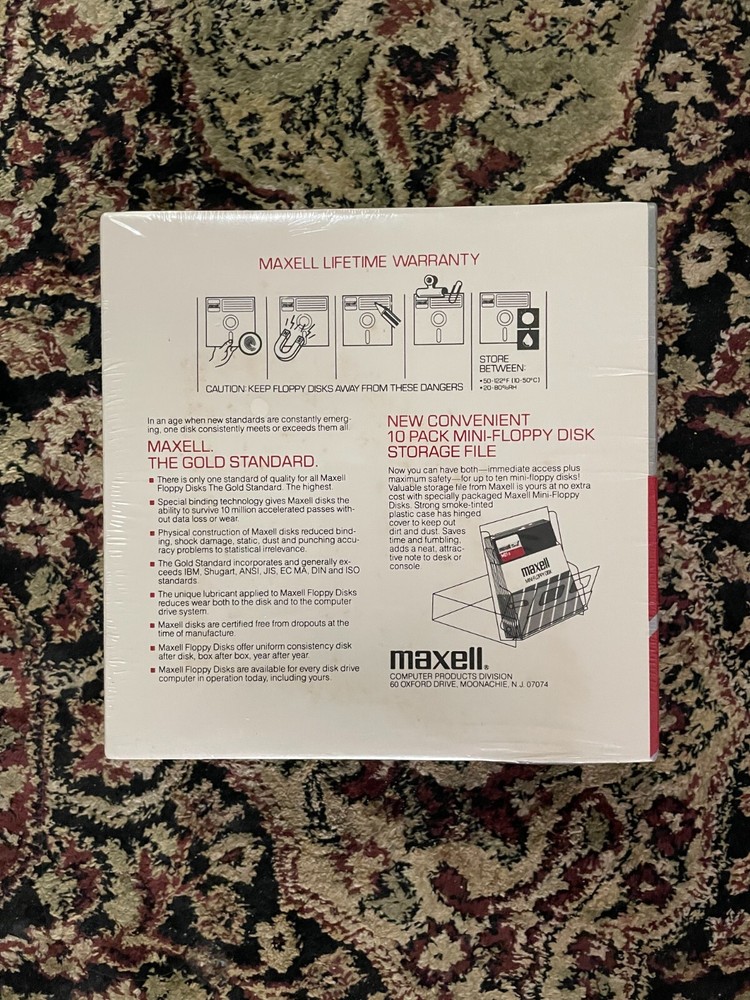 MAXELL LIFETIME WARRANTY
STORE
BETWEEN:
• 50-122°F (10-50°C)
• 20-80%RH
CAUTION: KEEP FLOPPY DISKS AWAY FROM THESE DANGERS
In an age when new standards are constantly emerg-
ing, one disk consistently meets or exceeds them all.
MAXELL.
THE GOLD STANDARD.
There is only one standard of quality for all Maxell
Floppy Disks The Gold Standard. The highest.
Special binding technology gives Maxell disks the
ability to survive 10 million accelerated passes with-
out data loss or wear.
Physical construction of Maxell disks reduced bind-
ing, shock damage, static, dust and punching accu-
racy problems to statistical irrelevance.
The Gold Standard incorporates and generally ex-
ceeds IBM, Shugart, ANSI, JIS, EC MA, DIN and ISO
standards.
The unique lubricant applied to Maxell Floppy Disks
reduces wear both to the disk and to the computer
drive system.
Maxell disks are certified free from dropouts at the
time of manufacture.
Maxell Floppy Disks offer uniform consistency disk
after disk, box after box, year after year.
Maxell Floppy Disks are available for every disk drive
computer in operation today, including yours.
NEW CONVENIENT
10 PACK MINI-FLOPPY DISK
STORAGE FILE
Now you can have both—immediate access plus
maximum safety—for up to ten mini-floppy disks!
Valuable storage file from Maxell is yours at no extra
cost with specially packaged Maxell Mini-Floppy
Disks. Strong smoke-tinted
plastic case has hinged
cover to keep out
dirt and dust. Saves
time and fumbling,
adds a neat, attrac-
tive note to desk or
console.
maxell
MINI-FLOPPY DISK
maxell®
COMPUTER PRODUCTS DIVISION
60 OXFORD DRIVE, MOONACHIE, N.J. 07074